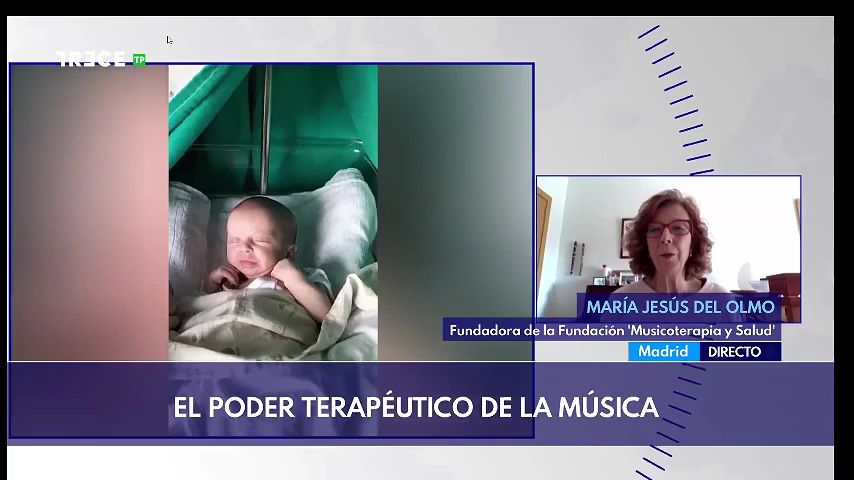 TRECE TP
MARÍA JESÚS DEL OLMO
Fundadora de la Fundación 'Musicoterapia y Salud'
Madrid DIRECTO
EL PODER TERAPÉUTICO DE LA MÚSICA